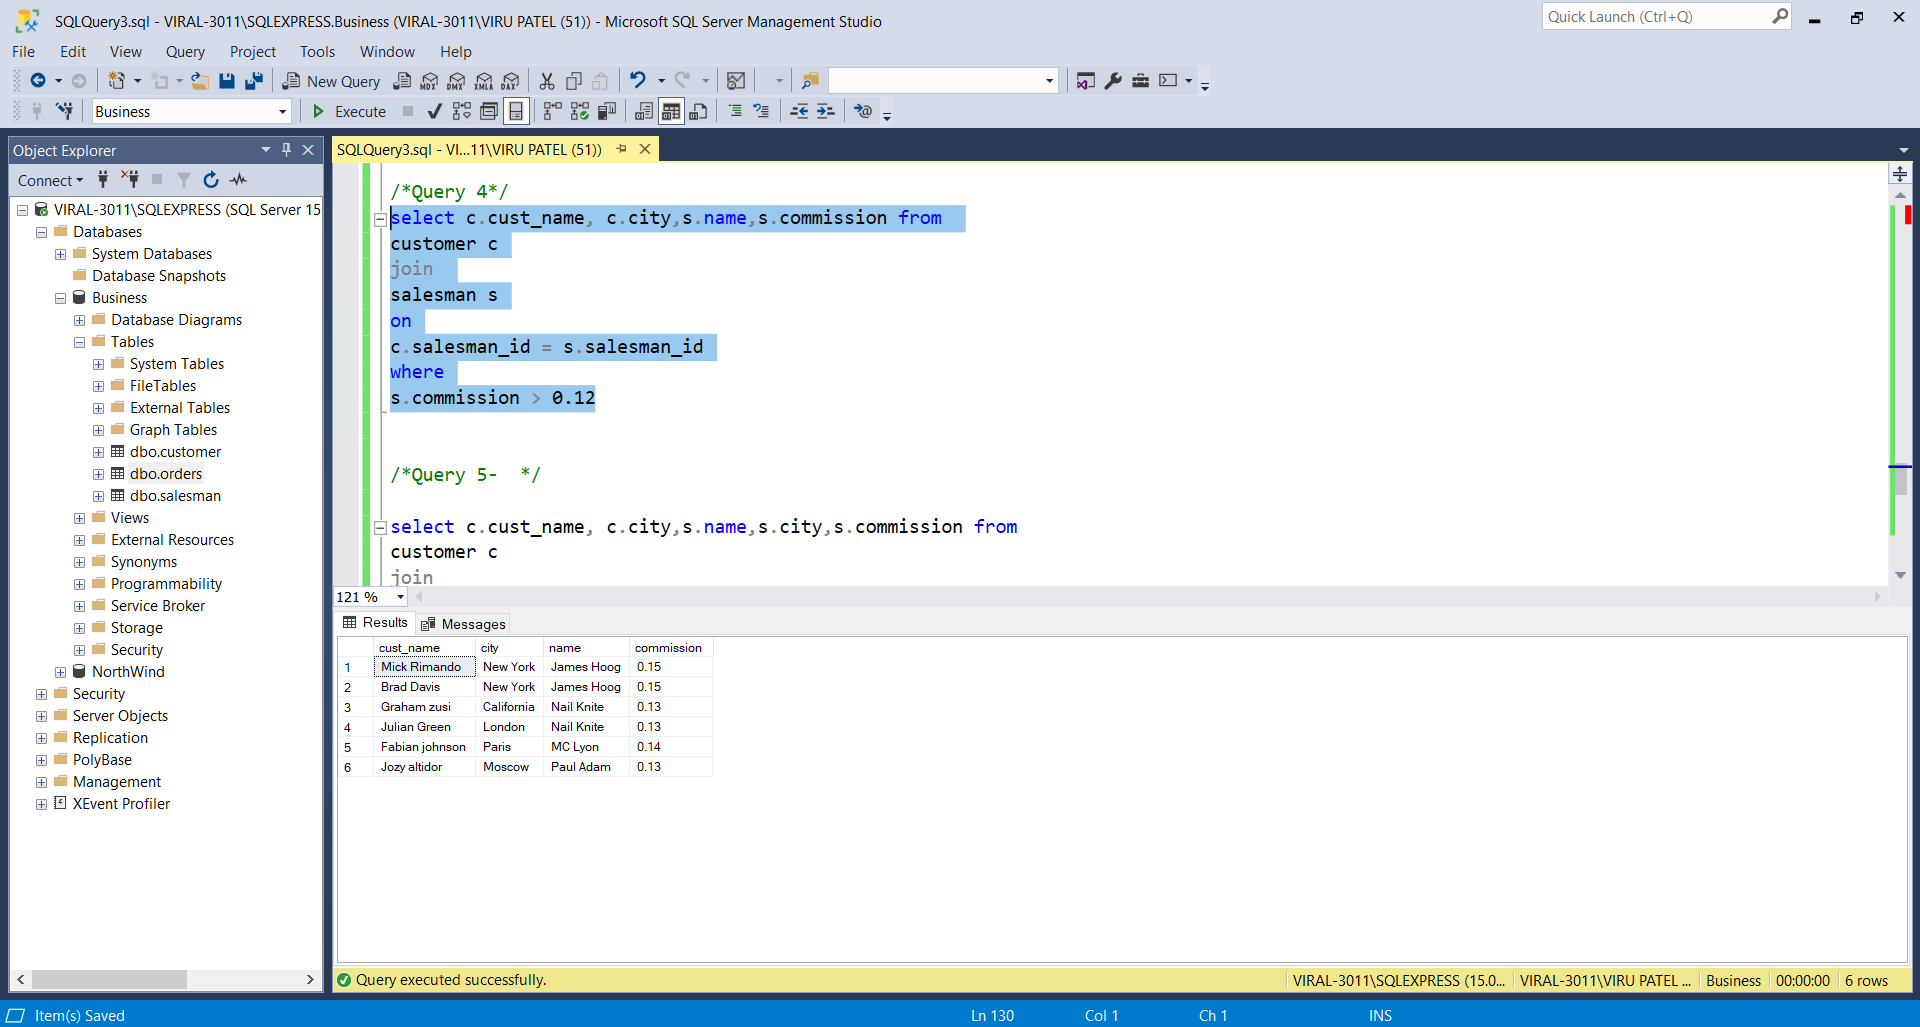 SQLQuery3.sql - VIRAL-3011\SQLEXPRESS.Business (VIRAL-3011\VIRU PATEL (51)) - Microsoft SQL Server Management Studio
Quick Launch (Ctrl+Q)
File Edit View Query Project Tools Window Help
New Query
MDX DMX XMLA DAX
Business
Execute
Object Explorer
Connect
VIRAL-3011\SQLEXPRESS (SQL Server 15
Databases
System Databases
Database Snapshots
Business
Database Diagrams
Tables
System Tables
FileTables
External Tables
Graph Tables
dbo.customer
dbo.orders
dbo.salesman
Views
External Resources
Synonyms
Programmability
Service Broker
Storage
Security
NorthWind
Security
Server Objects
Replication
PolyBase
Management
XEvent Profiler
SQLQuery3.sql - VI...11\VIRU PATEL (51))
/*Query 4*/
select c.cust_name, c.city,s.name,s.commission from
customer c
join
salesman s
on
c.salesman_id = s.salesman_id
where
s.commission > 0.12
/*Query 5-  */
select c.cust_name, c.city,s.name,s.city,s.commission from
customer c
join
121 %
Results Messages
cust_name city name commission
1 Mick Rimando New York James Hoog 0.15
2 Brad Davis New York James Hoog 0.15
3 Graham zusi California Nail Knite 0.13
4 Julian Green London Nail Knite 0.13
5 Fabian johnson Paris MC Lyon 0.14
6 Jozy altidor Moscow Paul Adam 0.13
Query executed successfully.
VIRAL-3011\SQLEXPRESS (15.0... VIRAL-3011\VIRU PATEL ... Business 00:00:00 6 rows
Item(s) Saved
Ln 130 Col 1 Ch 1 INS